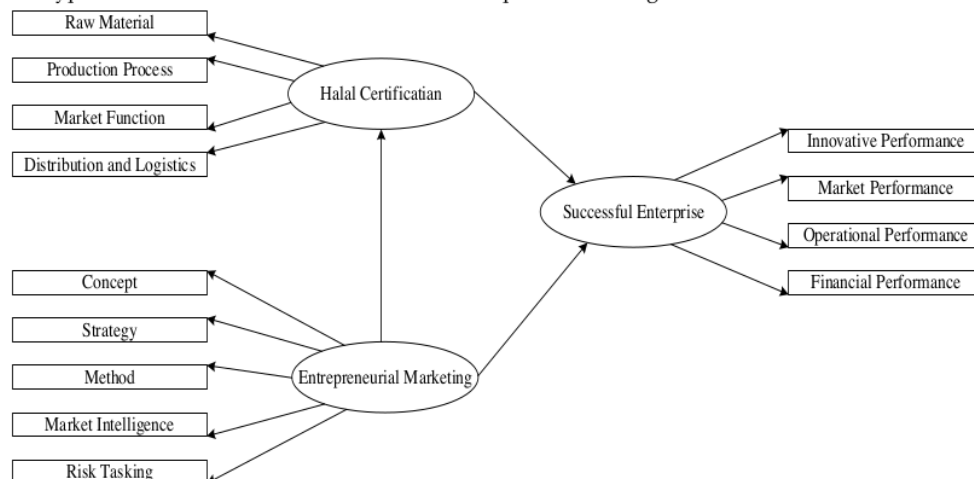 Raw Material
Production Process
Market Function
Distribution and Logistics
Halal Certificatian
Concept
Strategy
Method
Market Intelligence
Risk Tasking
Entrepreneurial Marketing
Successful Enterprise
Innovative Performance
Market Performance
Operational Performance
Financial Performance